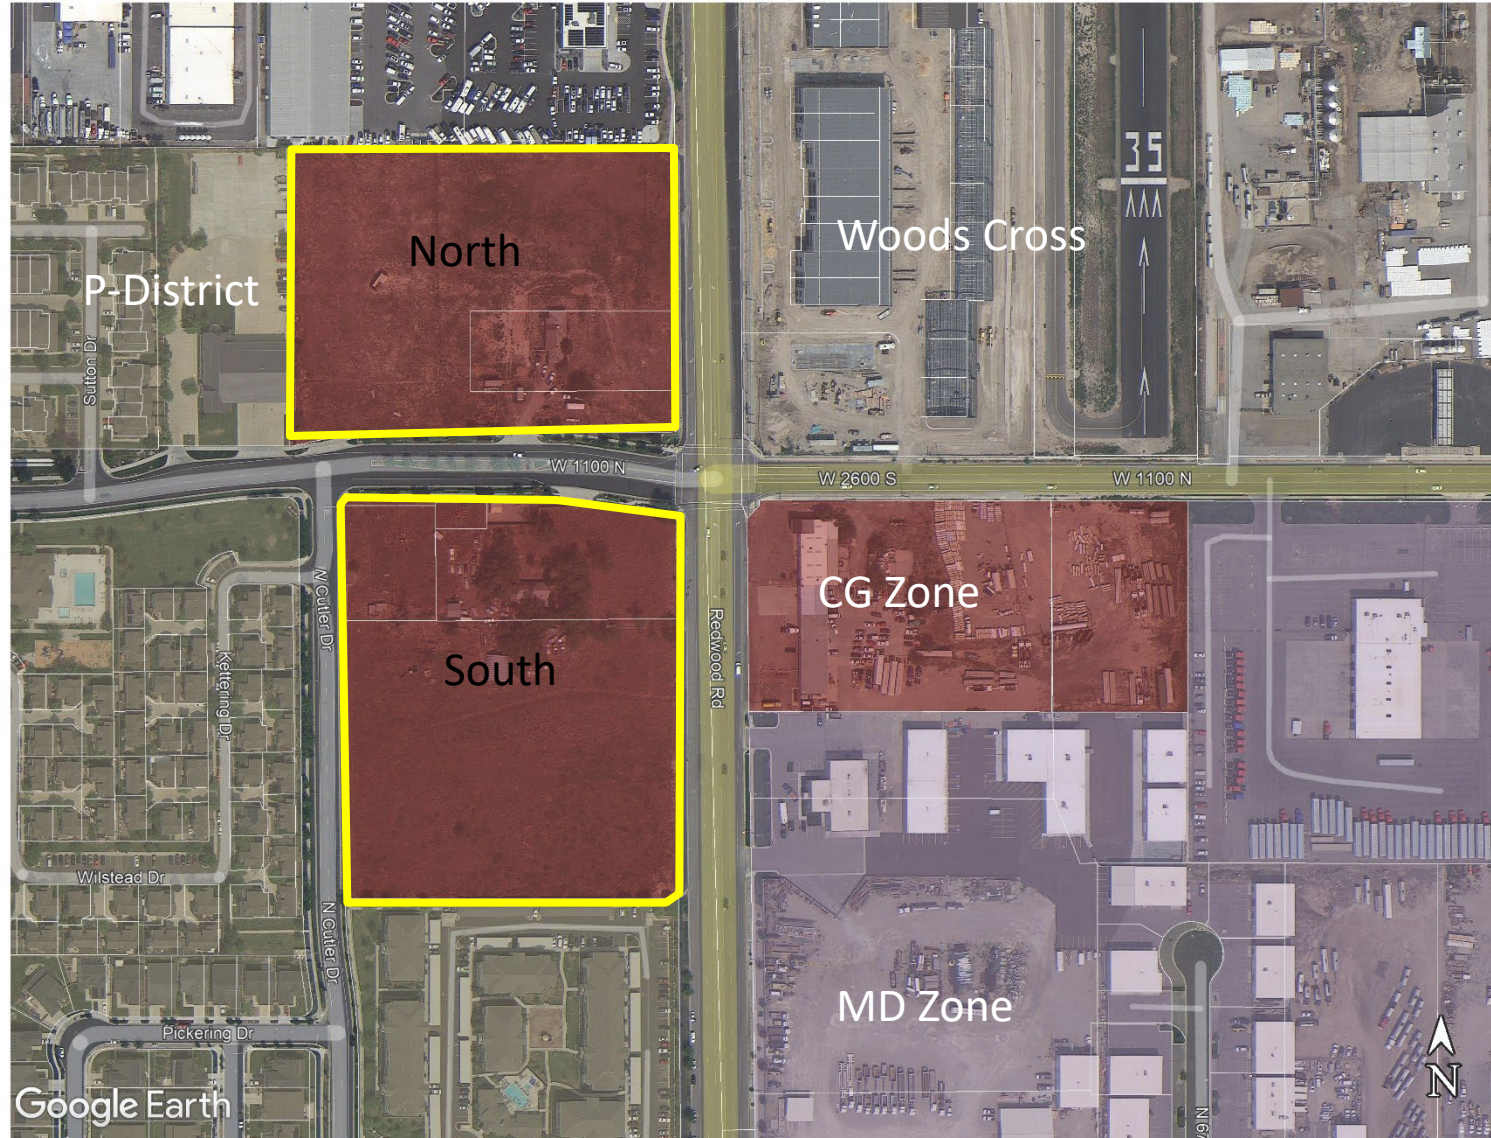 35
North
Woods Cross
P-District
Sutton Dr
W 1100 N
W 2600 S
W 1100 N
N Cutler Dr
CG Zone
Redwood Rd
South
Kettering Dr
Wilstead Dr
N Cutler Dr
MD Zone
Pickering Dr
N
Google Earth